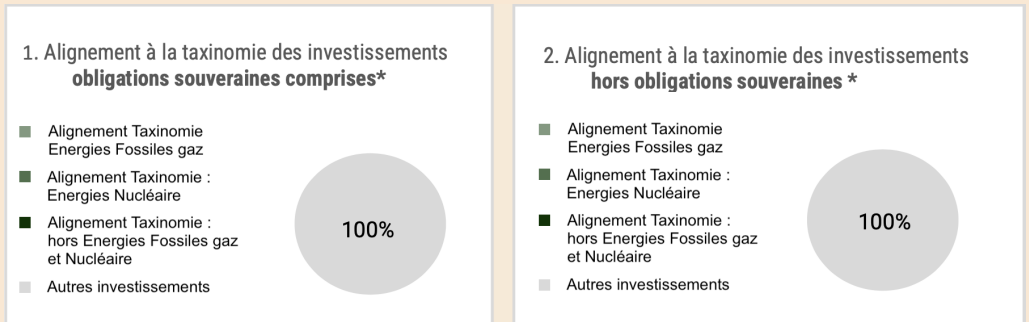 1. Alignement à la taxinomie des investissements
obligations souveraines comprises*
Alignement Taxinomie
Energies Fossiles gaz
Alignement Taxinomie :
Energies Nucléaire
Alignement Taxinomie :
hors Energies Fossiles gaz
et Nucléaire
Autres investissements
100%
2. Alignement à la taxinomie des investissements
hors obligations souveraines *
Alignement Taxinomie
Energies Fossiles gaz
Alignement Taxinomie :
Energies Nucléaire
Alignement Taxinomie :
hors Energies Fossiles gaz
et Nucléaire
Autres investissements
100%